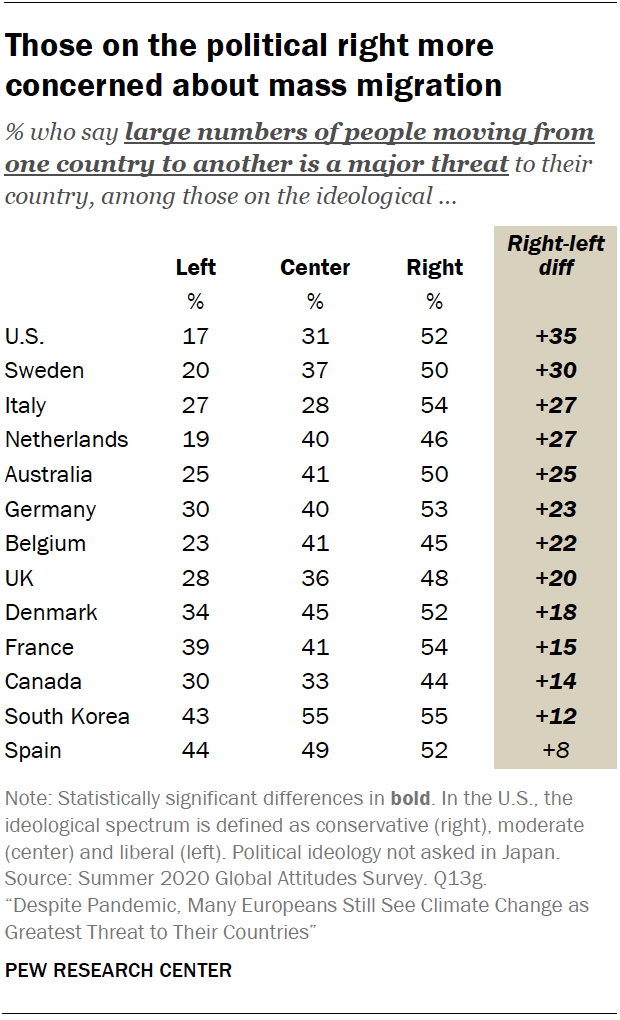 Those on the political right more
concerned about mass migration
% who say large numbers of people moving from
one country to another is a major threat to their
country, among those on the ideological ...
Left Center Right Right-left diff
% % %
U.S. 17 31 52 +35
Sweden 20 37 50 +30
Italy 27 28 54 +27
Netherlands 19 40 46 +27
Australia 25 41 50 +25
Germany 30 40 53 +23
Belgium 23 41 45 +22
UK 28 36 48 +20
Denmark 34 45 52 +18
France 39 41 54 +15
Canada 30 33 44 +14
South Korea 43 55 55 +12
Spain 44 49 52 +8
Note: Statistically significant differences in bold. In the U.S., the
ideological spectrum is defined as conservative (right), moderate
(center) and liberal (left). Political ideology not asked in Japan.
Source: Summer 2020 Global Attitudes Survey. Q13g.
“Despite Pandemic, Many Europeans Still See Climate Change as
Greatest Threat to Their Countries”
PEW RESEARCH CENTER